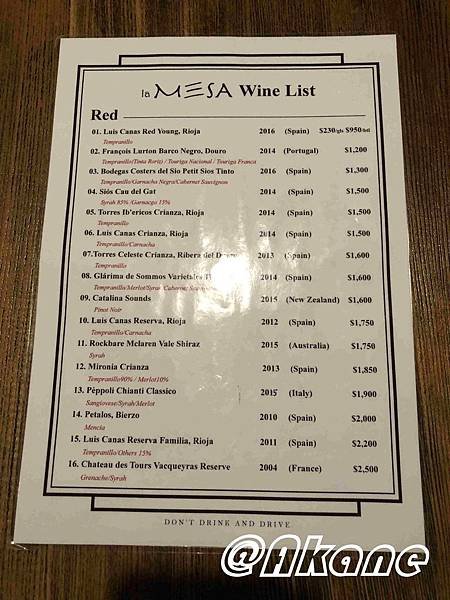 la MESA Wine List
Red
01. Luis Canas Red Young, Rioja 2016 (Spain) $230/gls $950/btl
Tempranillo
02. François Lurton Barco Negro, Douro 2014 (Portugal) $1,200
Tempranillo(Tinta Roriz) / Touriga Nacional / Touriga Franca
03. Bodegas Costers del Sio Petit Sios Tinto 2016 (Spain) $1,300
Tempranillo/Garnacha Negra/Cabernet Sauvignon
04. Siós Cau del Gat 2014 (Spain) $1,500
Syrah 85% /Garnacga 15%
05. Torres Ib'ericos Crianza, Rioja 2014 (Spain) $1,500
Tempranillo
06. Luis Canas Crianza, Rioja 2014 (Spain) $1,500
Tempranillo/Carnacha
07.Torres Celeste Crianza, Ribera del 2013 (Spain) $1,600
Tempranillo
08. Glárima de Sommos Varietales 2014 (Spain) $1,600
Tempranillo/Merlot/Syrah/Cabernet
09. Catalina Sounds 2015 (New Zealand) $1,600
Pinot Noir
10. Luis Canas Reserva, Rioja 2012 (Spain) $1,750
Tempranillo/Carnacha
11. Rockbare Mclaren Vale Shiraz 2015 (Australia) $1,750
Syrah
12. Mironia Crianza 2013 (Spain) $1,850
Tempranillo90% / Merlot10%
13. Pèppoli Chianti Classico 2015 (Italy) $1,900
Sangiovese/Syrah/Merlot
14. Petalos, Bierzo 2010 (Spain) $2,000
Mencia
15. Luis Canas Reserva Familia, Rioja 2011 (Spain) $2,200
Tempranillo/Others 15%
16. Chateau des Tours Vacqueyras Reserve 2004 (France) $2,500
Grenache/Syrah
DON'T DRINK AND DRIVE
@Akane